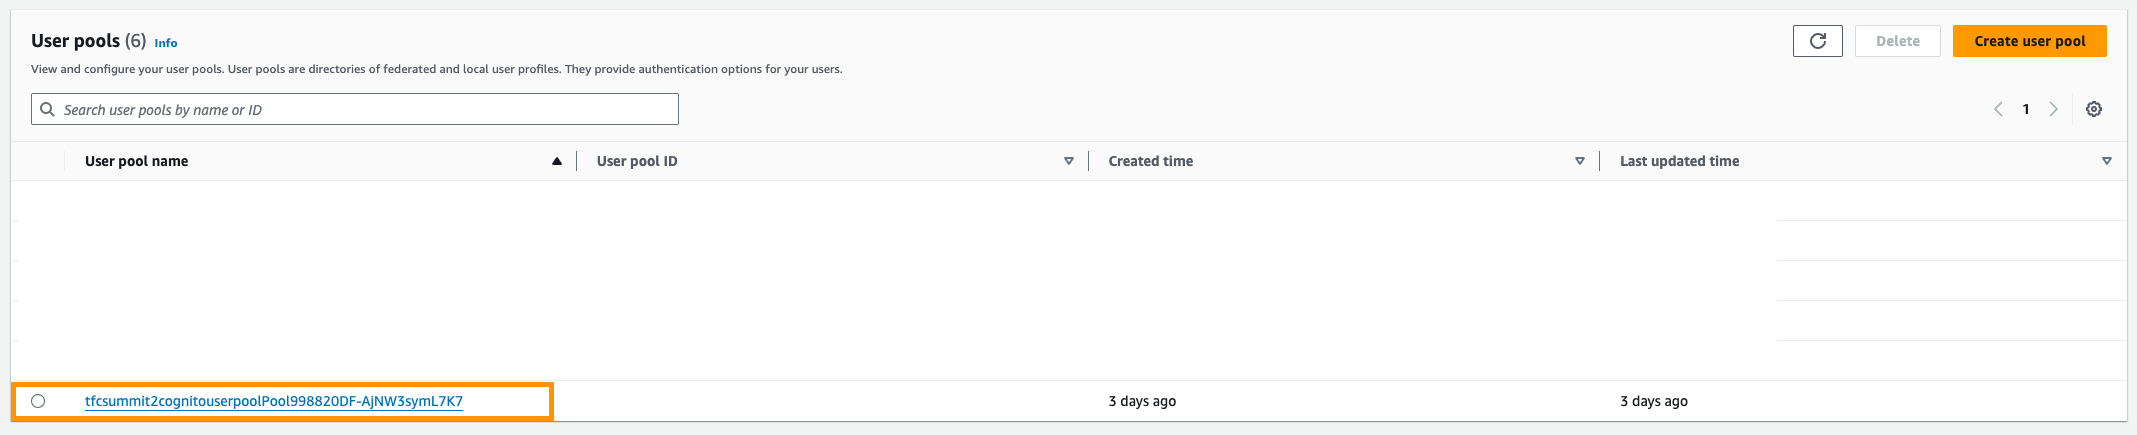 User pools (6) Info
Delete
Create user pool
View and configure your user pools. User pools are directories of federated and local user profiles. They provide authentication options for your users.
Search user pools by name or ID
1
User pool name User pool ID Created time Last updated time
tfcsummit2cognitouserpoolPool998820DF-AjNW3symL7K7 3 days ago 3 days ago